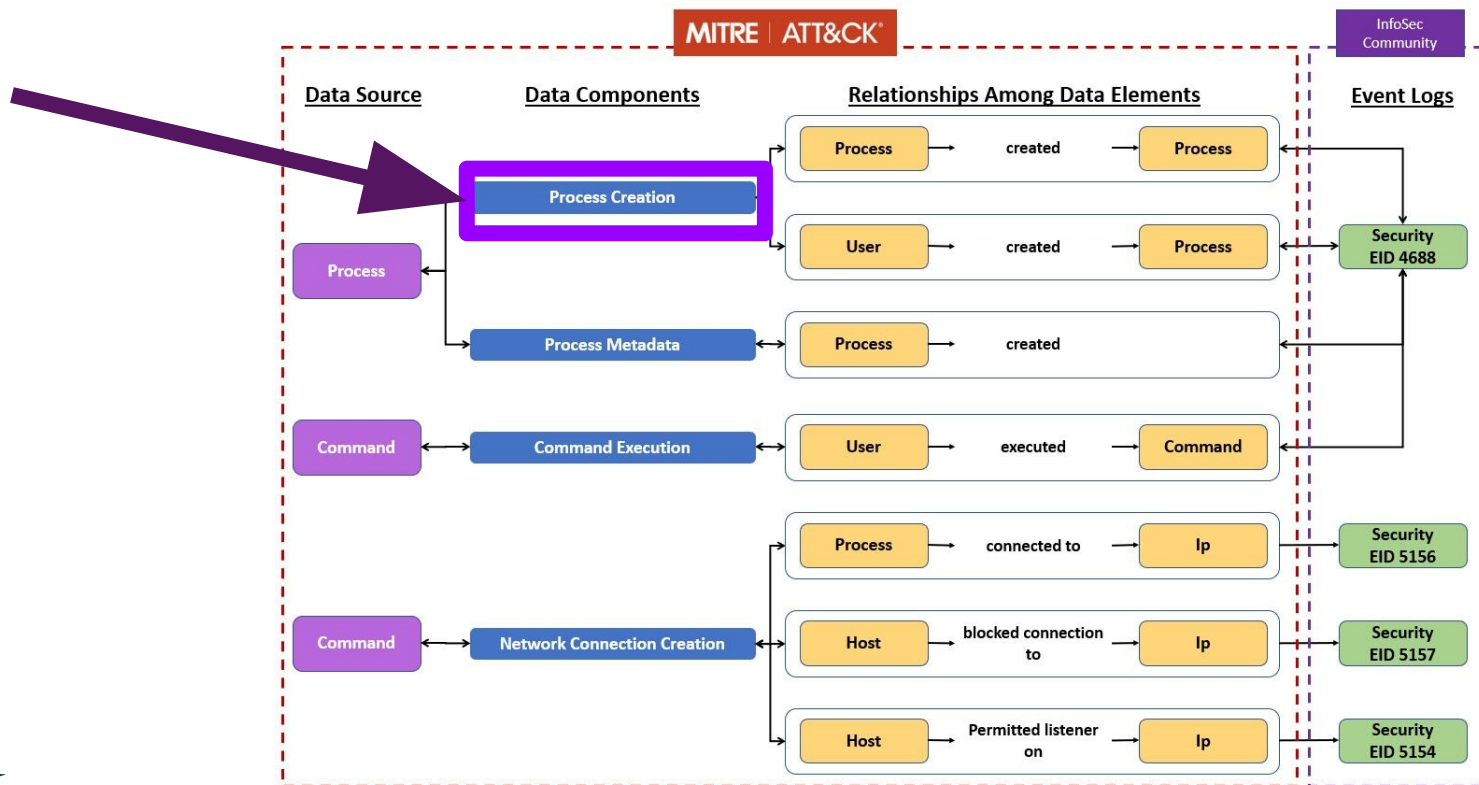 MITRE | ATT&CK®
InfoSec
Community
Data Source
Data Components
Relationships Among Data Elements
Event Logs
Process
created
Process
Process Creation
User
created
Process
Security
EID 4688
Process
Process Metadata
Process
created
Command
Command Execution
User
executed
Command
Process
connected to
Ip
Security
EID 5156
Command
Network Connection Creation
Host
blocked connection
to
Ip
Security
EID 5157
Host
Permitted listener
on
Ip
Security
EID 5154